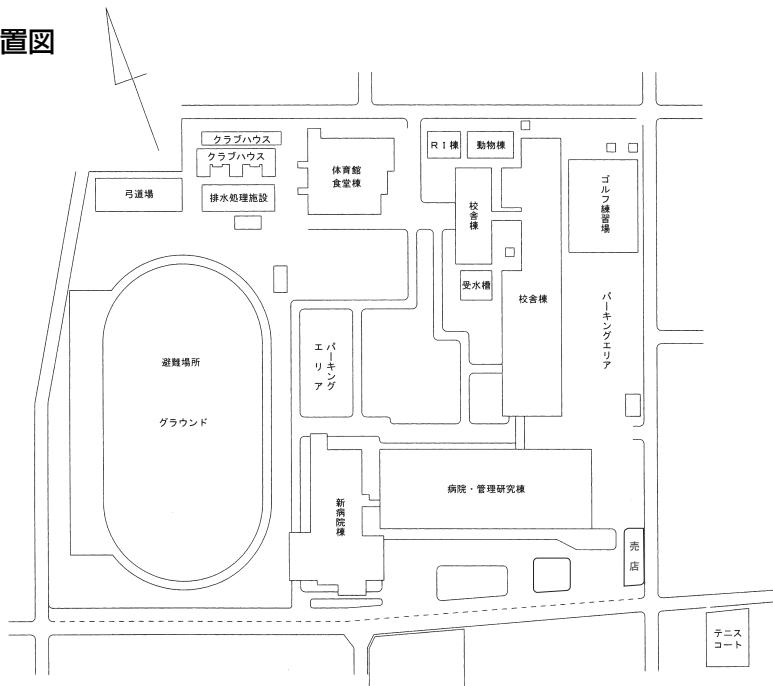 置図
クラブハウス
クラブハウス
体育館
食堂棟
RI棟
動物棟
ゴルフ練習場
弓道場
排水処理施設
校舎棟
受水槽
校舎棟
パーキングエリア
パーキング
エリア
避難場所
グラウンド
新病院棟
病院・管理研究棟
売店
テニス
コート